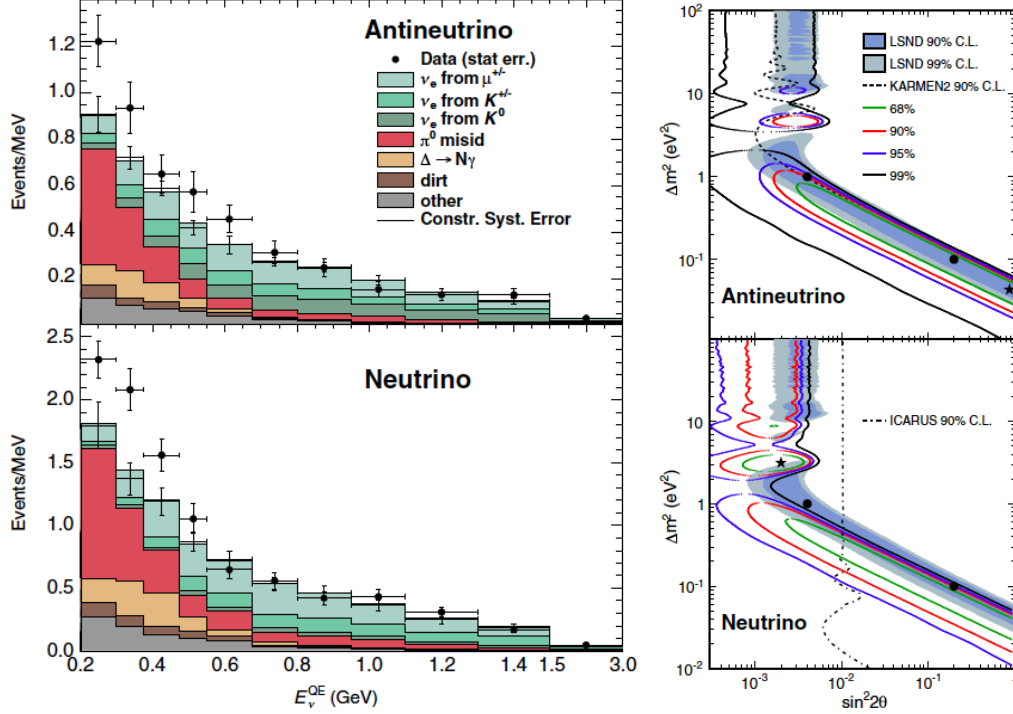 Antineutrino
Data (stat err.)
νe from μ+/-
νe from K+/-
νe from K0
π0 misid
Δ → Nγ
dirt
other
Constr. Syst. Error
Events/MeV
1.2
1.0
0.8
0.6
0.4
0.2
Neutrino
Events/MeV
2.5
2.0
1.5
1.0
0.5
0.0
0.2 0.4 0.6 0.8 1.0 1.2 1.4 1.5 3.0
EνQE (GeV)
LSND 90% C.L.
LSND 99% C.L.
KARMEN2 90% C.L.
68%
90%
95%
99%
Δm2 (eV2)
102
10
1
10-1
Antineutrino
ICARUS 90% C.L.
Δm2 (eV2)
10
1
10-1
10-2
Neutrino
10-3 10-2 10-1
sin22θ